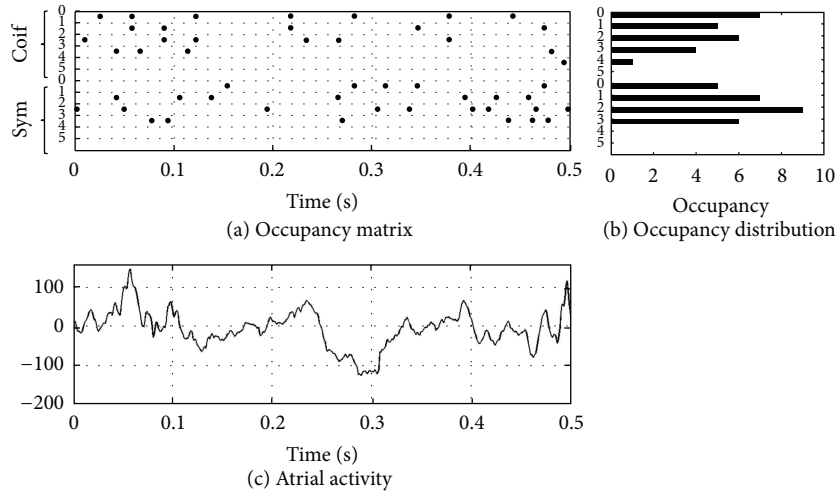 Coif
0
1
2
3
4
5
Sym
0
1
2
3
4
5
0 0.1 0.2 0.3 0.4 0.5
Time (s)
(a) Occupancy matrix
0
1
2
3
4
5
0
1
2
3
4
5
0 2 4 6 8 10
Occupancy
(b) Occupancy distribution
100
0
−100
−200
0 0.1 0.2 0.3 0.4 0.5
Time (s)
(c) Atrial activity